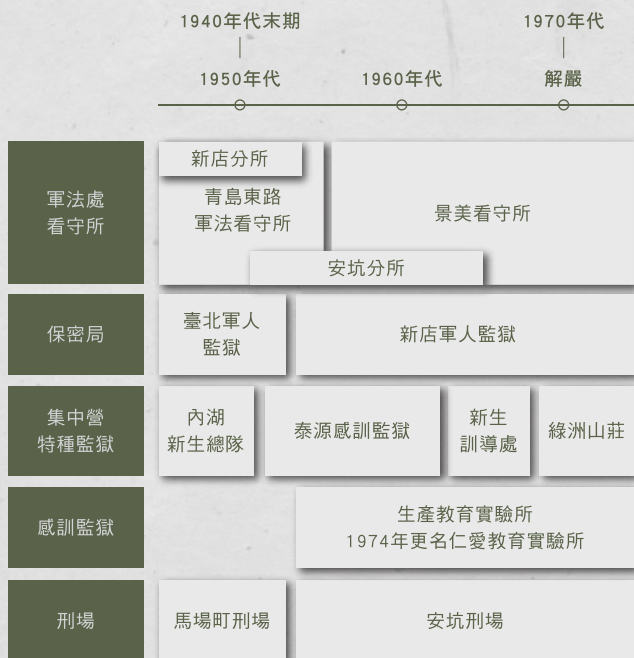 1940年代末期
1970年代
1950年代
1960年代
解嚴
軍法處
看守所
新店分所
青島東路
軍法看守所
景美看守所
安坑分所
保密局
臺北軍人
監獄
新店軍人監獄
集中營
特種監獄
內湖
新生總隊
泰源感訓監獄
新生
訓導處
綠洲山莊
感訓監獄
生產教育實驗所
1974年更名仁愛教育實驗所
刑場
馬場町刑場
安坑刑場